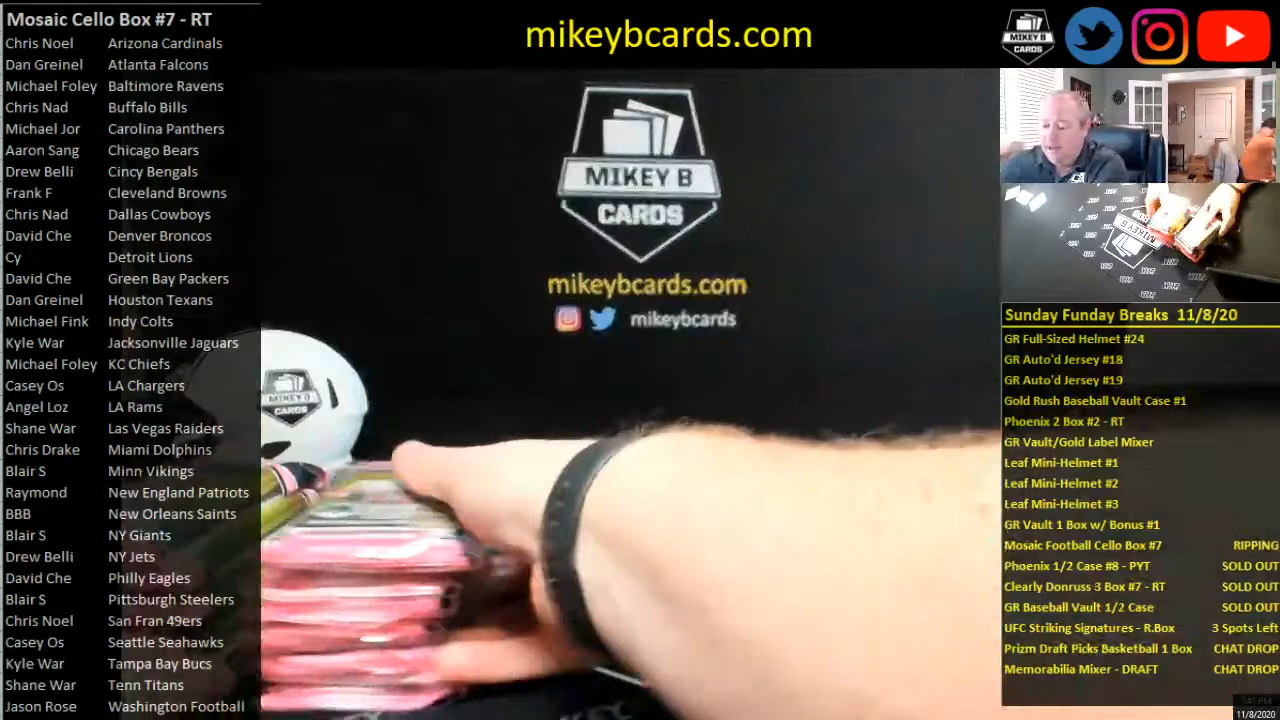 Mosaic Cello Box #7 - RT
Chris Noel Arizona Cardinals
Dan Greinel Atlanta Falcons
Michael Foley Baltimore Ravens
Chris Nad Buffalo Bills
Michael Jor Carolina Panthers
Aaron Sang Chicago Bears
Drew Belli Cincy Bengals
Frank F Cleveland Browns
Chris Nad Dallas Cowboys
David Che Denver Broncos
Cy Detroit Lions
David Che Green Bay Packers
Dan Greinel Houston Texans
Michael Fink Indy Colts
Kyle War Jacksonville Jaguars
Michael Foley KC Chiefs
Casey Os LA Chargers
Angel Loz LA Rams
Shane War Las Vegas Raiders
Chris Drake Miami Dolphins
Blair S Minn Vikings
Raymond New England Patriots
BBB New Orleans Saints
Blair S NY Giants
Drew Belli NY Jets
David Che Philly Eagles
Blair S Pittsburgh Steelers
Chris Noel San Fran 49ers
Casey Os Seattle Seahawks
Kyle War Tampa Bay Bucs
Shane War Tenn Titans
Jason Rose Washington Football
mikeybcards.com
MIKEY B
CARDS
mikeybcards.com
mikeybcards
MIKEY B
CARDS
MIKEY B
CARDS
MIKEY B
Sunday Funday Breaks 11/8/20
GR Full-Sized Helmet #24
GR Auto'd Jersey #18
GR Auto'd Jersey #19
Gold Rush Baseball Vault Case #1
Phoenix 2 Box #2 - RT
GR Vault/Gold Label Mixer
Leaf Mini-Helmet #1
Leaf Mini-Helmet #2
Leaf Mini-Helmet #3
GR Vault 1 Box w/ Bonus #1
Mosaic Football Cello Box #7 RIPPING
Phoenix 1/2 Case #8 - PYT SOLD OUT
Clearly Donruss 3 Box #7 - RT SOLD OUT
GR Baseball Vault 1/2 Case SOLD OUT
UFC Striking Signatures - R.Box 3 Spots Left
Prizm Draft Picks Basketball 1 Box CHAT DROP
Memorabilia Mixer - DRAFT CHAT DROP
11/8/2020